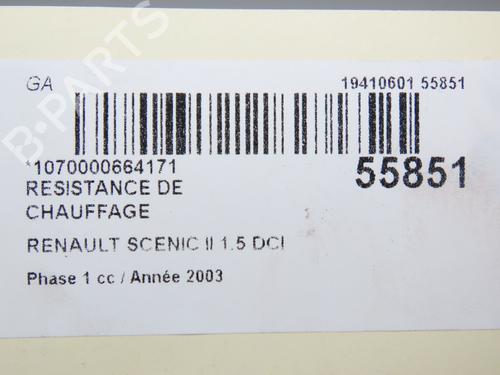 GA
19410601 55851
*1070000664171
55851
RESISTANCE DE
CHAUFFAGE
RENAULT SCENIC II 1.5 DCI
Phase 1 cc / Année 2003
B-PARTS